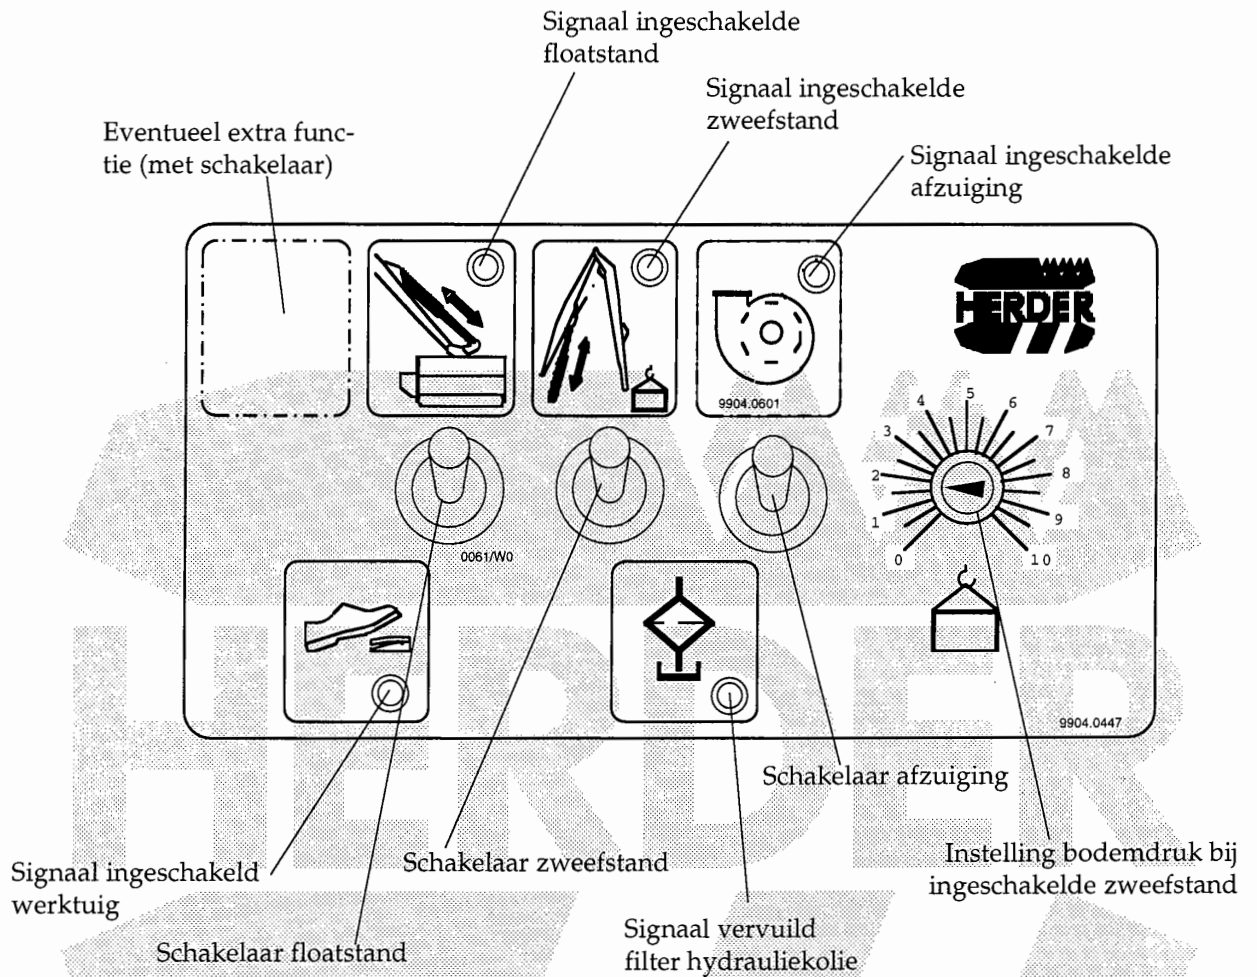 Signaal ingeschakelde
floatstand
Signaal ingeschakelde
zweefstand
Eventueel extra func-
tie (met schakelaar)
Signaal ingeschakelde
afzuiging
HERDER
9904.0601
0
1
2
3
4
5
6
7
8
9
10
0061/W0
9904.0447
Schakelaar afzuiging
Signaal ingeschakeld
werktuig
Schakelaar zweefstand
Instelling bodemdruk bij
ingeschakelde zweefstand
Schakelaar floatstand
Signaal vervuild
filter hydrauliekolie
HERDER